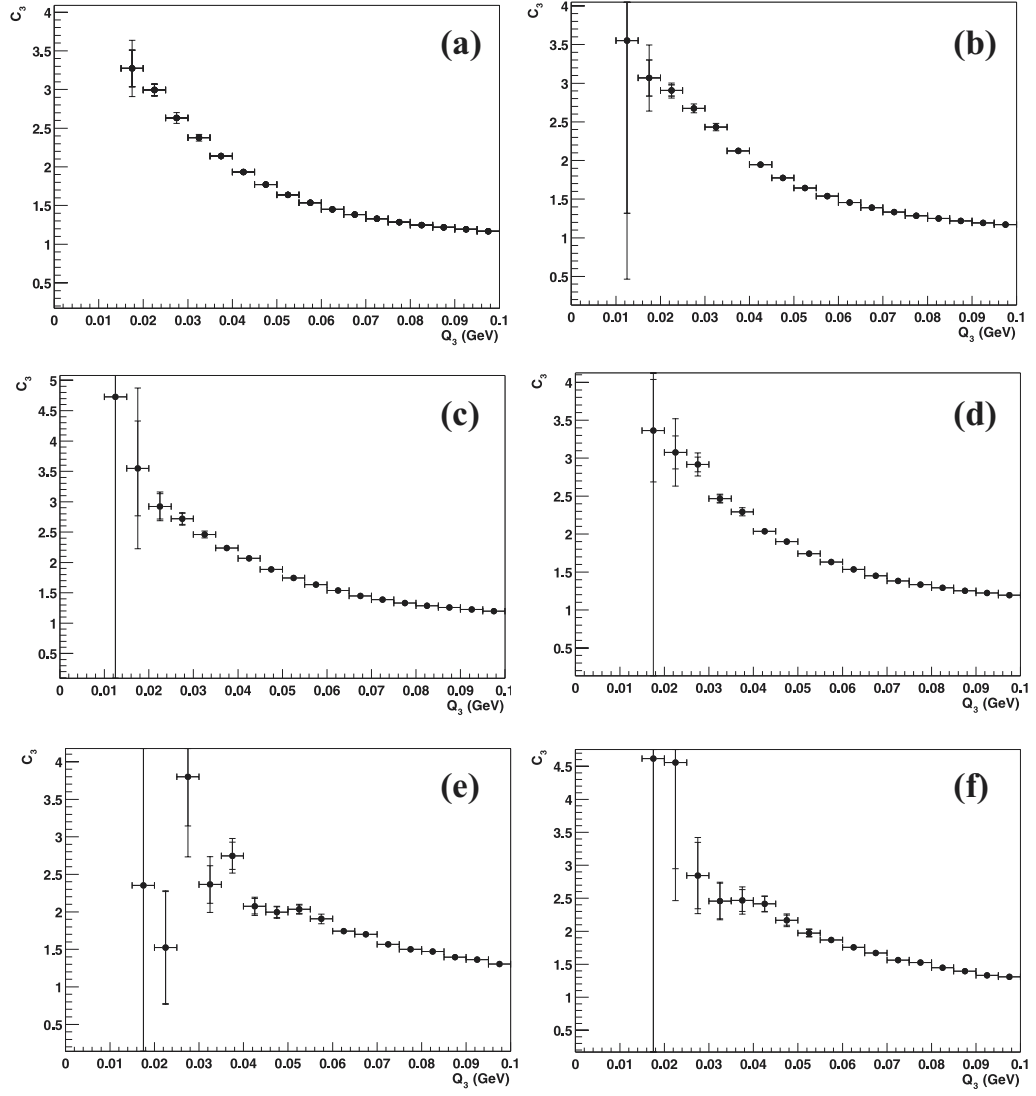 C3 4 3.5 3 2.5 2 1.5 1 0.5 (a)
0 0.01 0.02 0.03 0.04 0.05 0.06 0.07 0.08 0.09 0.1
Q3 (GeV)
C3 4 3.5 3 2.5 2 1.5 1 0.5 (b)
0 0.01 0.02 0.03 0.04 0.05 0.06 0.07 0.08 0.09 0.1
Q3 (GeV)
C3 5 4.5 4 3.5 3 2.5 2 1.5 1 0.5 (c)
0 0.01 0.02 0.03 0.04 0.05 0.06 0.07 0.08 0.09 0.1
Q3 (GeV)
C3 4 3.5 3 2.5 2 1.5 1 0.5 (d)
0 0.01 0.02 0.03 0.04 0.05 0.06 0.07 0.08 0.09 0.1
Q3 (GeV)
C3 4 3.5 3 2.5 2 1.5 1 0.5 (e)
0 0.01 0.02 0.03 0.04 0.05 0.06 0.07 0.08 0.09 0.1
Q3 (GeV)
C3 4.5 4 3.5 3 2.5 2 1.5 1 0.5 (f)
0 0.01 0.02 0.03 0.04 0.05 0.06 0.07 0.08 0.09 0.1
Q3 (GeV)